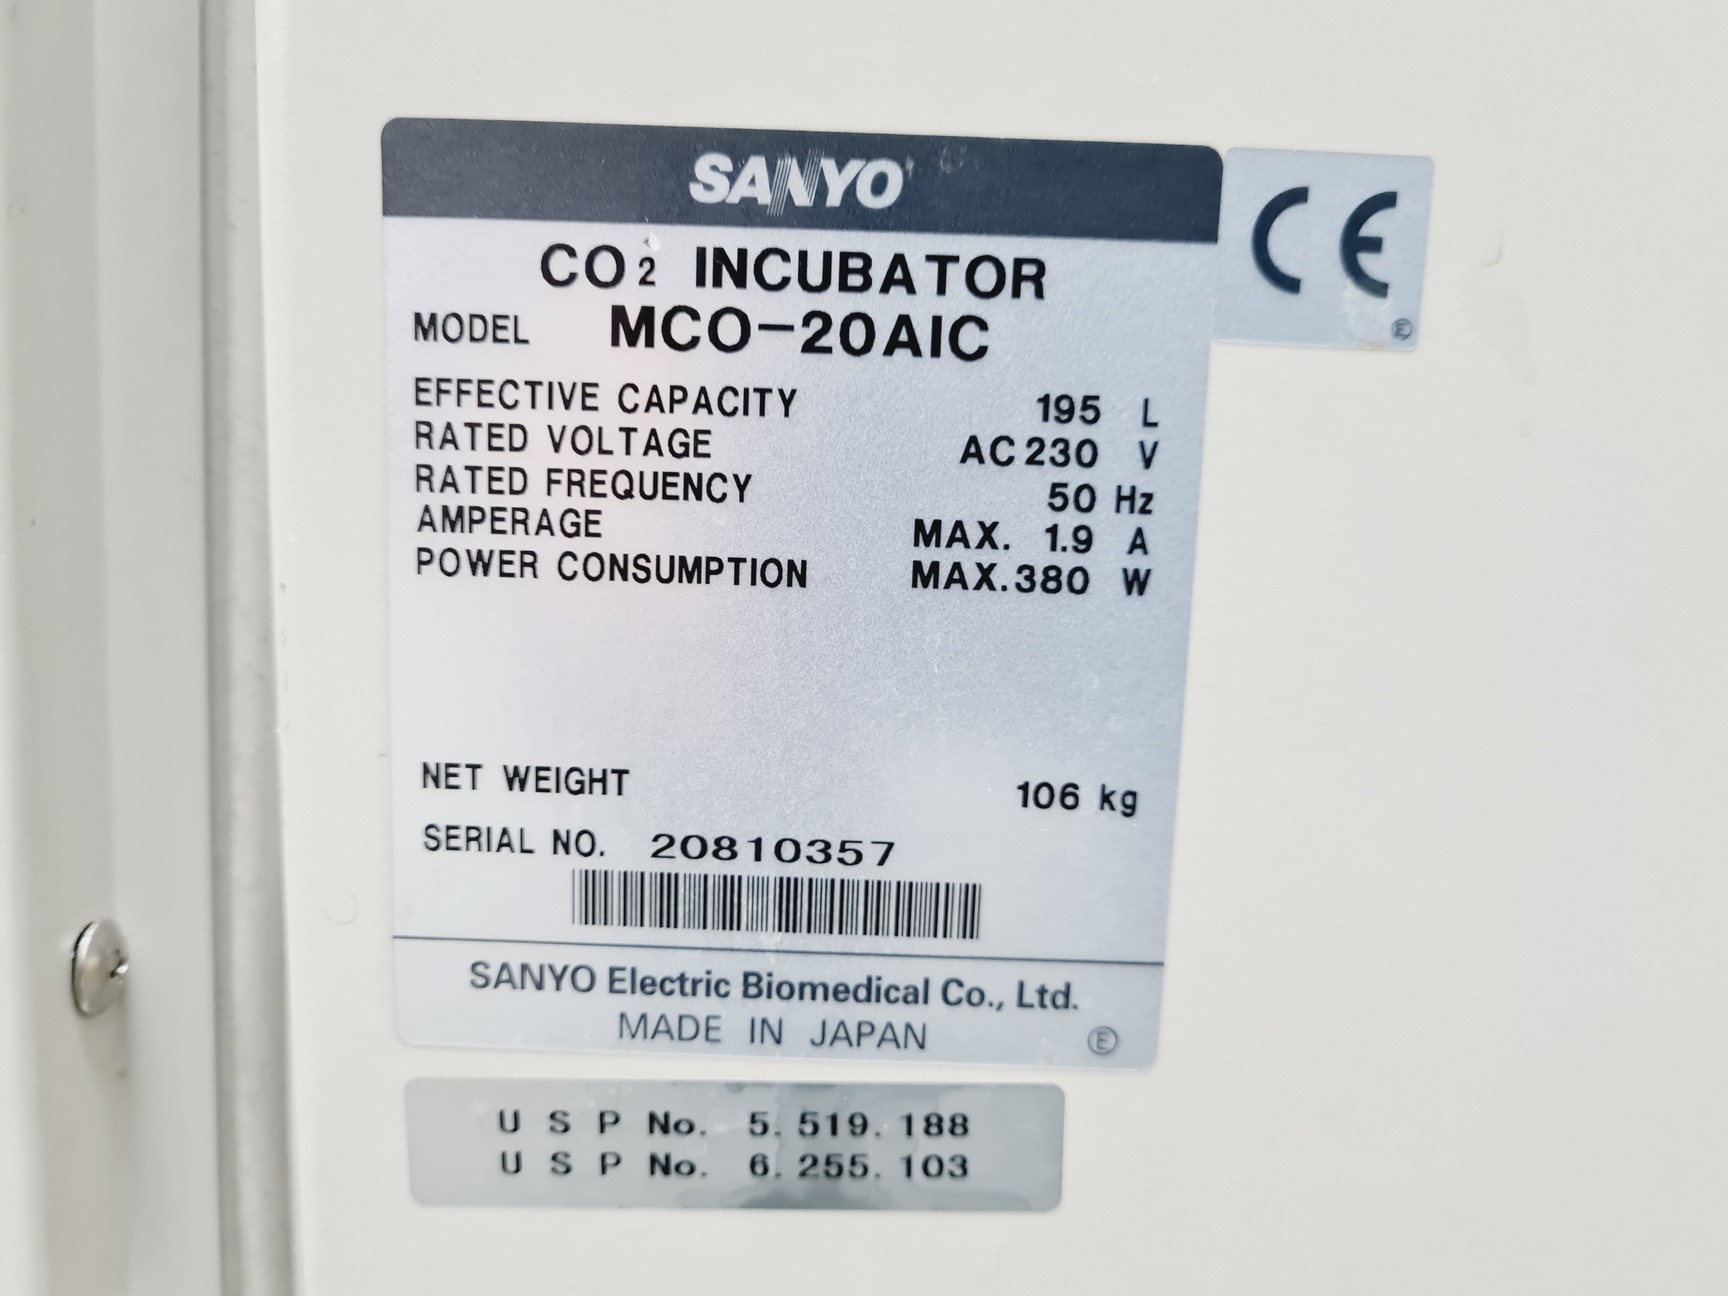 SANYO
CE
Ⓔ
CO2 INCUBATOR
MODEL MCO-20AIC
EFFECTIVE CAPACITY 195 L
RATED VOLTAGE AC 230 V
RATED FREQUENCY 50 Hz
AMPERAGE MAX. 1.9 A
POWER CONSUMPTION MAX. 380 W
NET WEIGHT 106 kg
SERIAL NO. 20810357
SANYO Electric Biomedical Co., Ltd.
MADE IN JAPAN Ⓔ
U S P No. 5. 519. 188
U S P No. 6. 255. 103